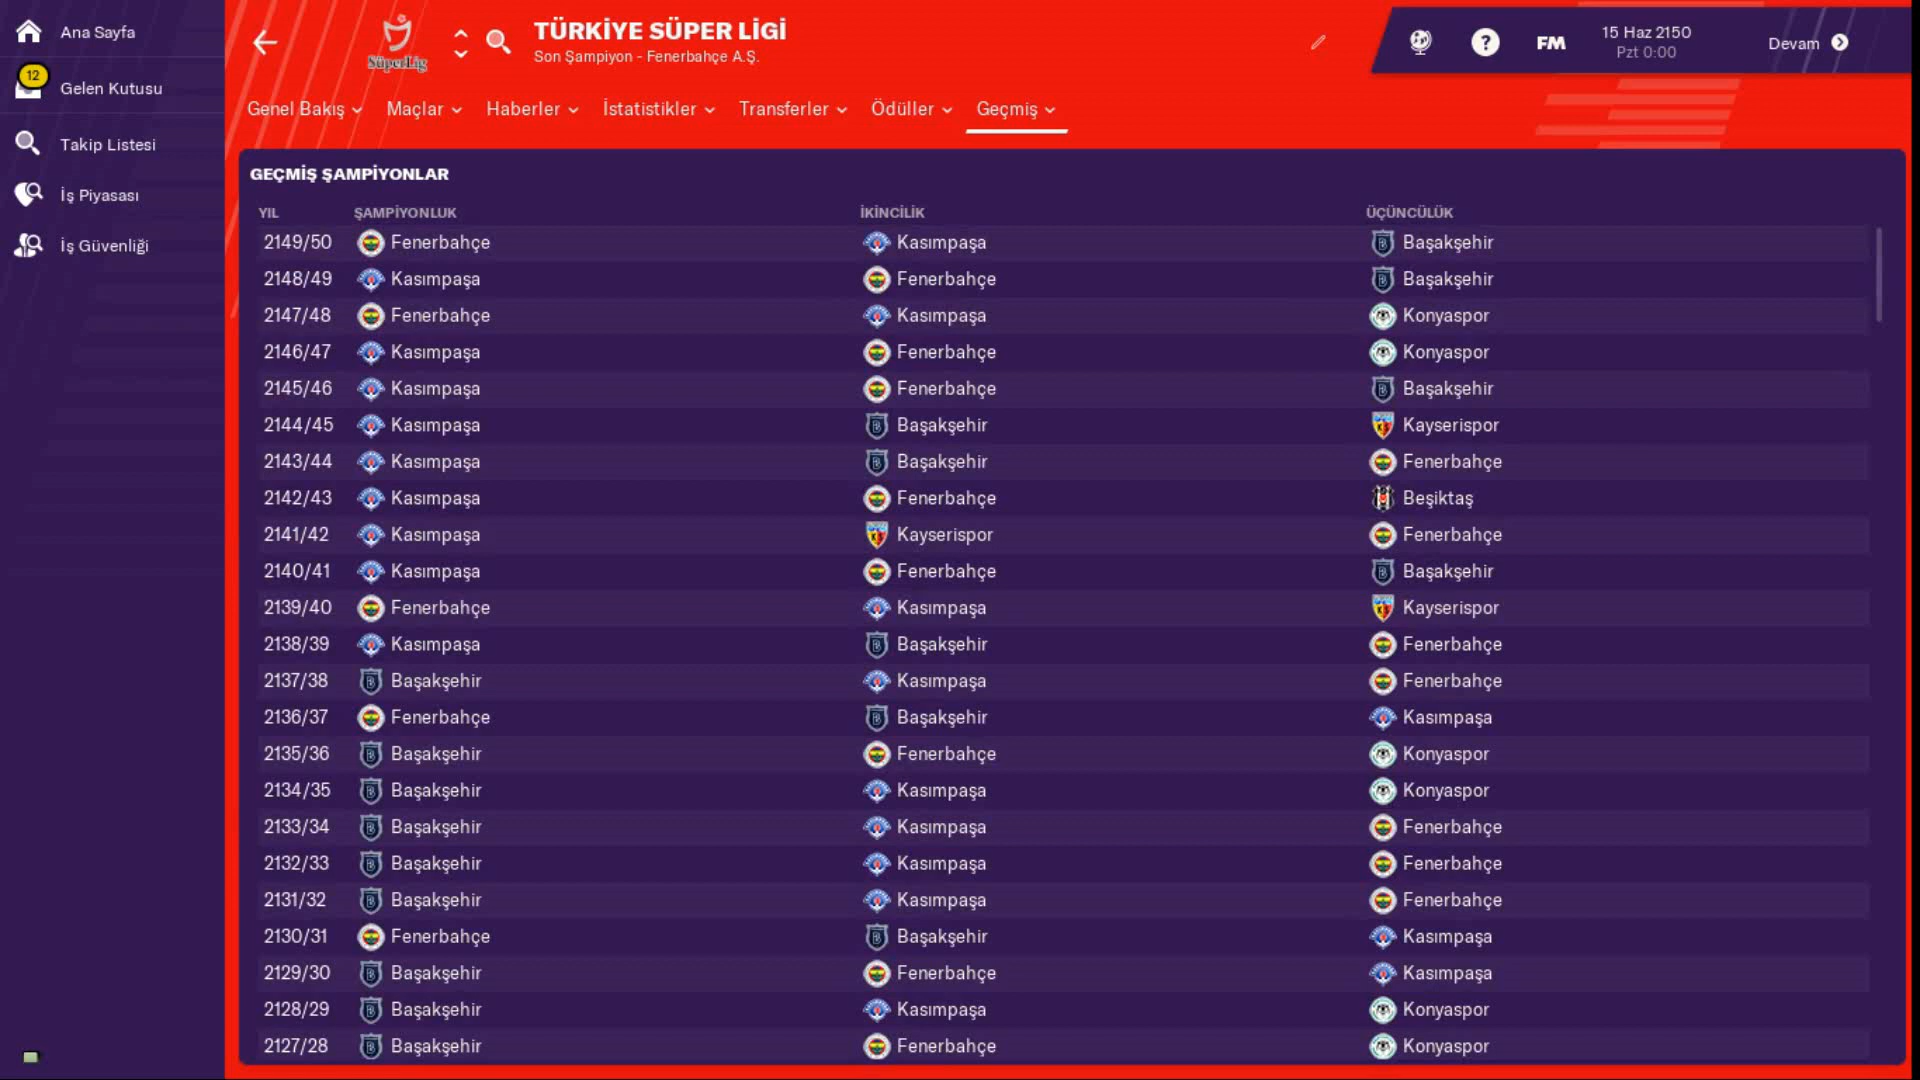 Ana Sayfa
12
Gelen Kutusu
Takip Listesi
İş Piyasası
İş Güvenliği
SüperLig
TÜRKİYE SÜPER LİGİ
Son Şampiyon - Fenerbahçe A.Ş.
?
FM
15 Haz 2150
Pzt 0:00
Devam
Genel Bakış Maçlar Haberler İstatistikler Transferler Ödüller Geçmiş
GEÇMİŞ ŞAMPİYONLAR
YIL ŞAMPİYONLUK İKİNCİLİK ÜÇÜNCÜLÜK
2149/50 Fenerbahçe Kasımpaşa Başakşehir
2148/49 Kasımpaşa Fenerbahçe Başakşehir
2147/48 Fenerbahçe Kasımpaşa Konyaspor
2146/47 Kasımpaşa Fenerbahçe Konyaspor
2145/46 Kasımpaşa Fenerbahçe Başakşehir
2144/45 Kasımpaşa Başakşehir Kayserispor
2143/44 Kasımpaşa Başakşehir Fenerbahçe
2142/43 Kasımpaşa Fenerbahçe Beşiktaş
2141/42 Kasımpaşa Kayserispor Fenerbahçe
2140/41 Kasımpaşa Fenerbahçe Başakşehir
2139/40 Fenerbahçe Kasımpaşa Kayserispor
2138/39 Kasımpaşa Başakşehir Fenerbahçe
2137/38 Başakşehir Kasımpaşa Fenerbahçe
2136/37 Fenerbahçe Başakşehir Kasımpaşa
2135/36 Başakşehir Fenerbahçe Konyaspor
2134/35 Başakşehir Kasımpaşa Konyaspor
2133/34 Başakşehir Kasımpaşa Fenerbahçe
2132/33 Başakşehir Kasımpaşa Fenerbahçe
2131/32 Başakşehir Kasımpaşa Fenerbahçe
2130/31 Fenerbahçe Başakşehir Kasımpaşa
2129/30 Başakşehir Fenerbahçe Kasımpaşa
2128/29 Başakşehir Kasımpaşa Konyaspor
2127/28 Başakşehir Fenerbahçe Konyaspor